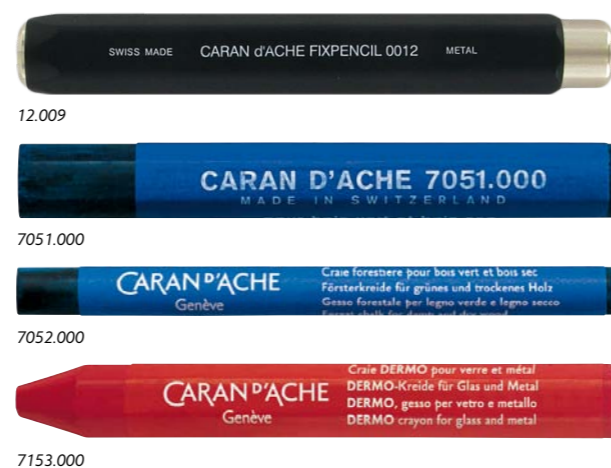 SWISS MADE CARAN d'ACHE FIXPENCIL 0012 METAL
12.009
CARAN D'ACHE 7051.000
MADE IN SWITZERLAND
7051.000
CARAN D'ACHE
Genève
Craie forestière pour bois vert et bois sec
Försterkreide für grünes und trockenes Holz
Gesso forestale per legno verde e legno secco
7052.000
CARAN D'ACHE
Genève
Craie DERMO pour verre et métal
DERMO-Kreide für Glas und Metal
DERMO, gesso per vetro e metallo
DERMO crayon for glass and metal
7153.000